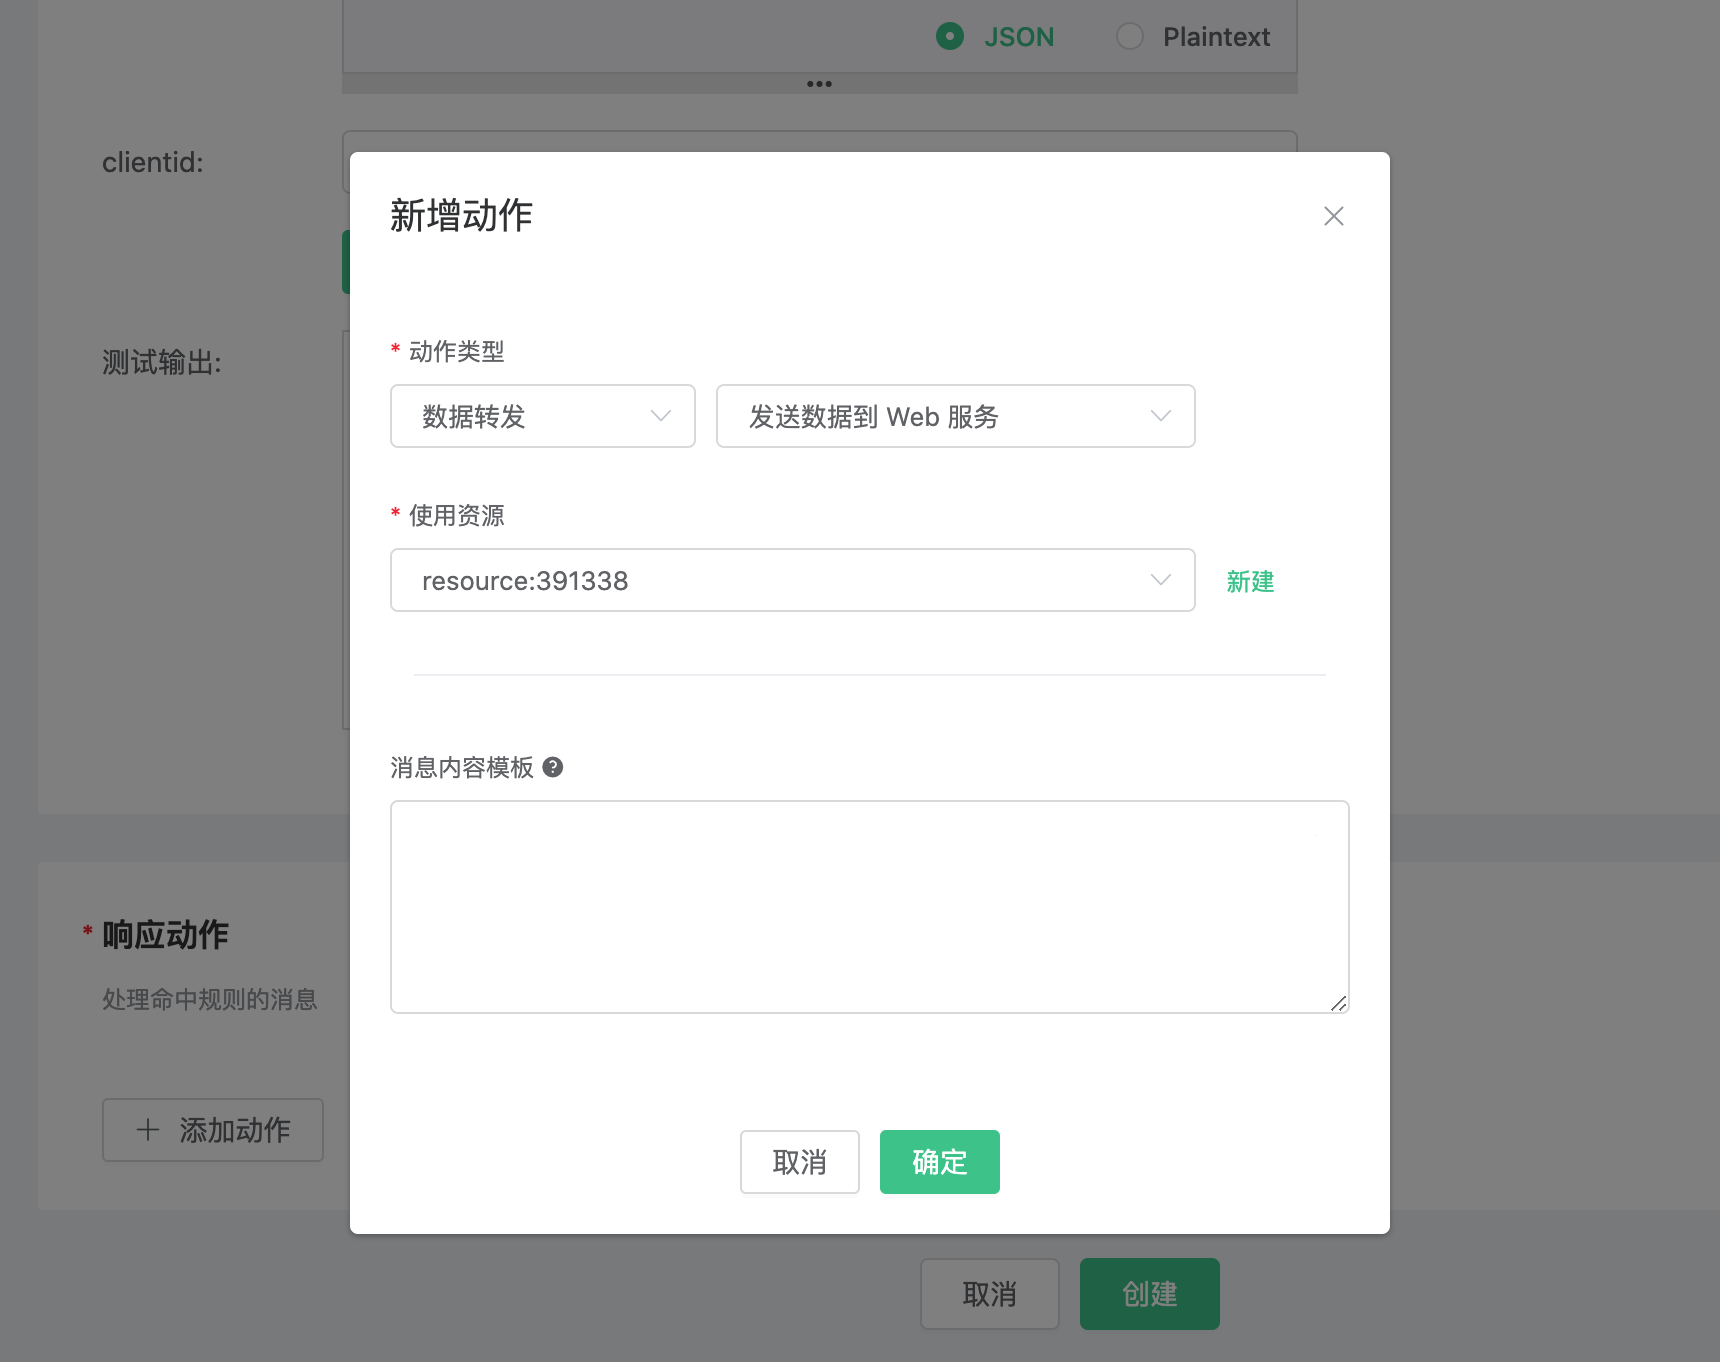 JSON Plaintext
•••
clientid:
新增动作
测试输出:
* 动作类型
数据转发 发送数据到 Web 服务
* 使用资源
resource:391338 新建
消息内容模板 ?
* 响应动作
处理命中规则的消息
+ 添加动作
取消 确定
取消 创建